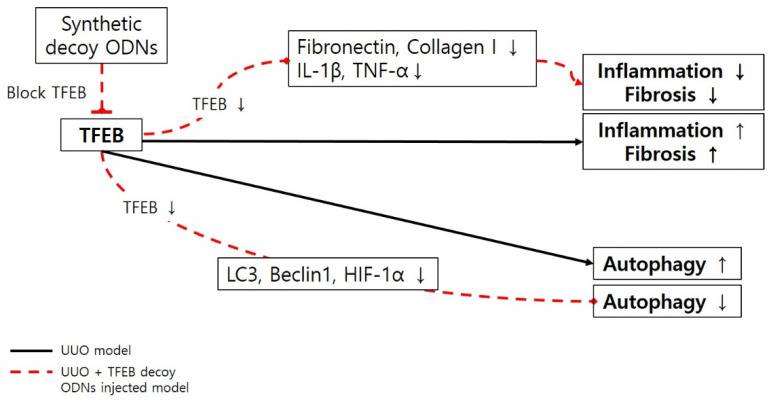 Synthetic
decoy ODNs
Block TFEB
TFEB
TFEB ↓
Fibronectin, Collagen I ↓
IL-1β, TNF-α↓
Inflammation ↓
Fibrosis ↓
Inflammation ↑
Fibrosis ↑
TFEB ↓
LC3, Beclin1, HIF-1α ↓
Autophagy ↑
Autophagy ↓
UUO model
UUO + TFEB decoy
ODNs injected model